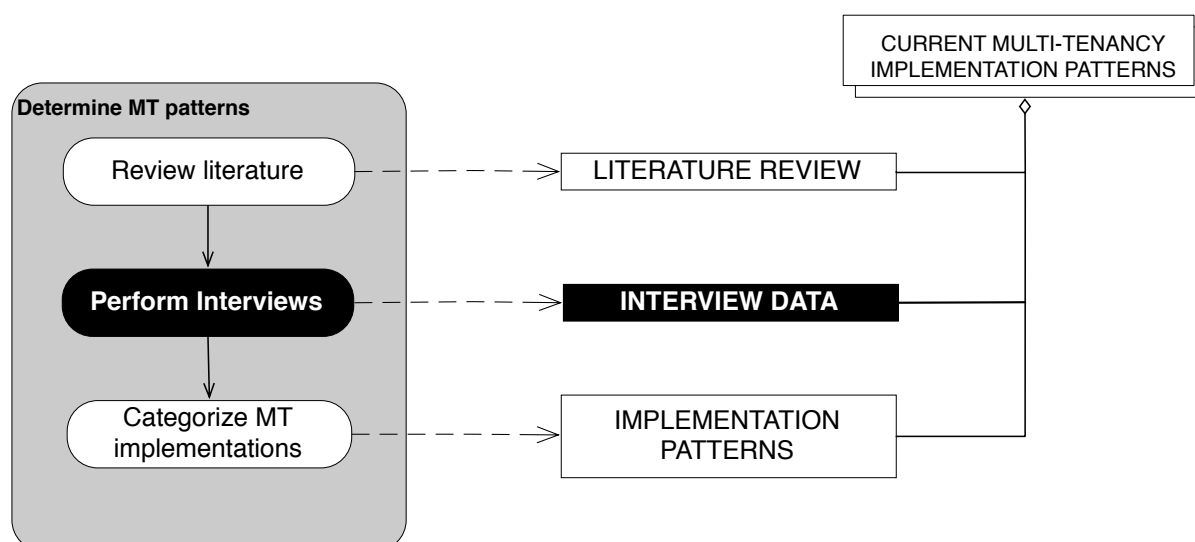 CURRENT MULTI-TENANCY
IMPLEMENTATION PATTERNS
Determine MT patterns
Review literature
LITERATURE REVIEW
Perform Interviews
INTERVIEW DATA
Categorize MT
implementations
IMPLEMENTATION
PATTERNS